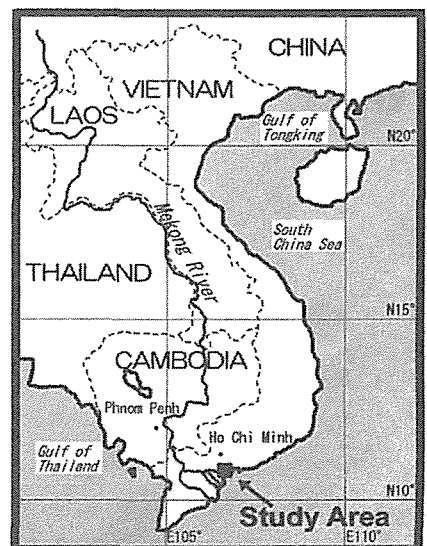 CHINA
VIETNAM
LAOS
Gulf of
Tongking
N20°
Mekong River
South
China Sea
THAILAND
N15°
CAMBODIA
Phnom Penh
Ho Chi Minh
Gulf of
Thailand
N10°
Study Area
E105°
E110°